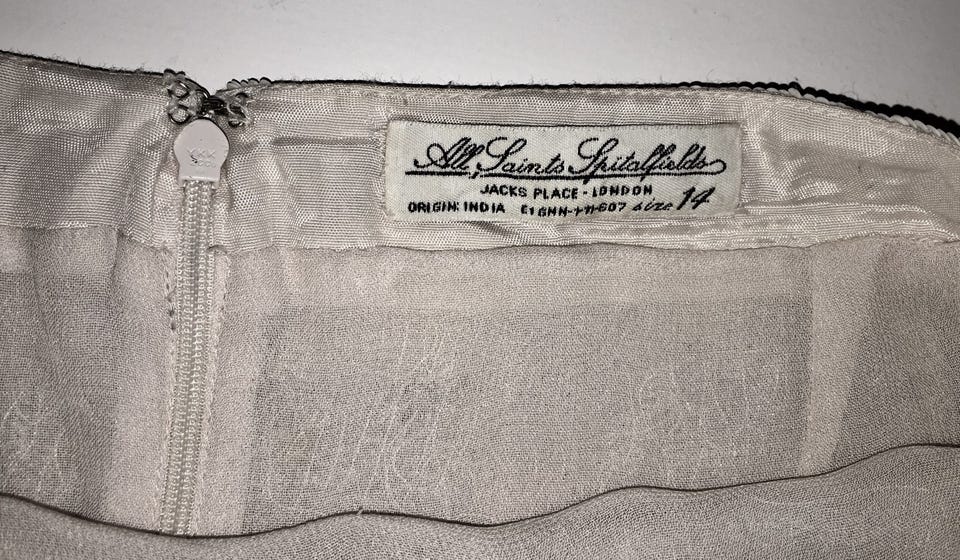 All Saints Spitalfields
JACKS PLACE - LONDON
ORIGIN: INDIA size 14